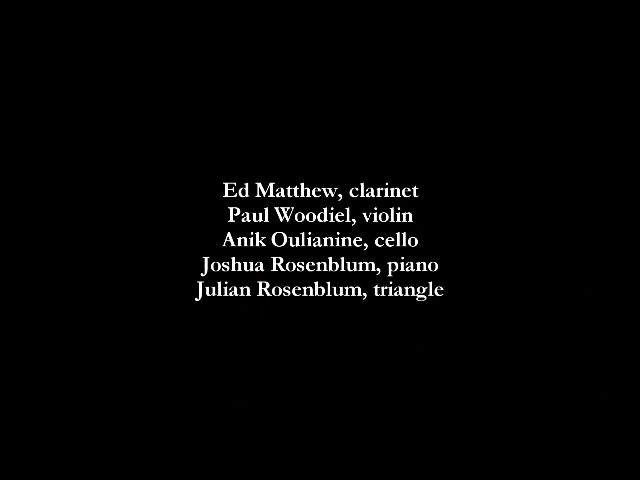 Ed Matthew, clarinet
Paul Woodiel, violin
Anik Oulianine, cello
Joshua Rosenblum, piano
Julian Rosenblum, triangle